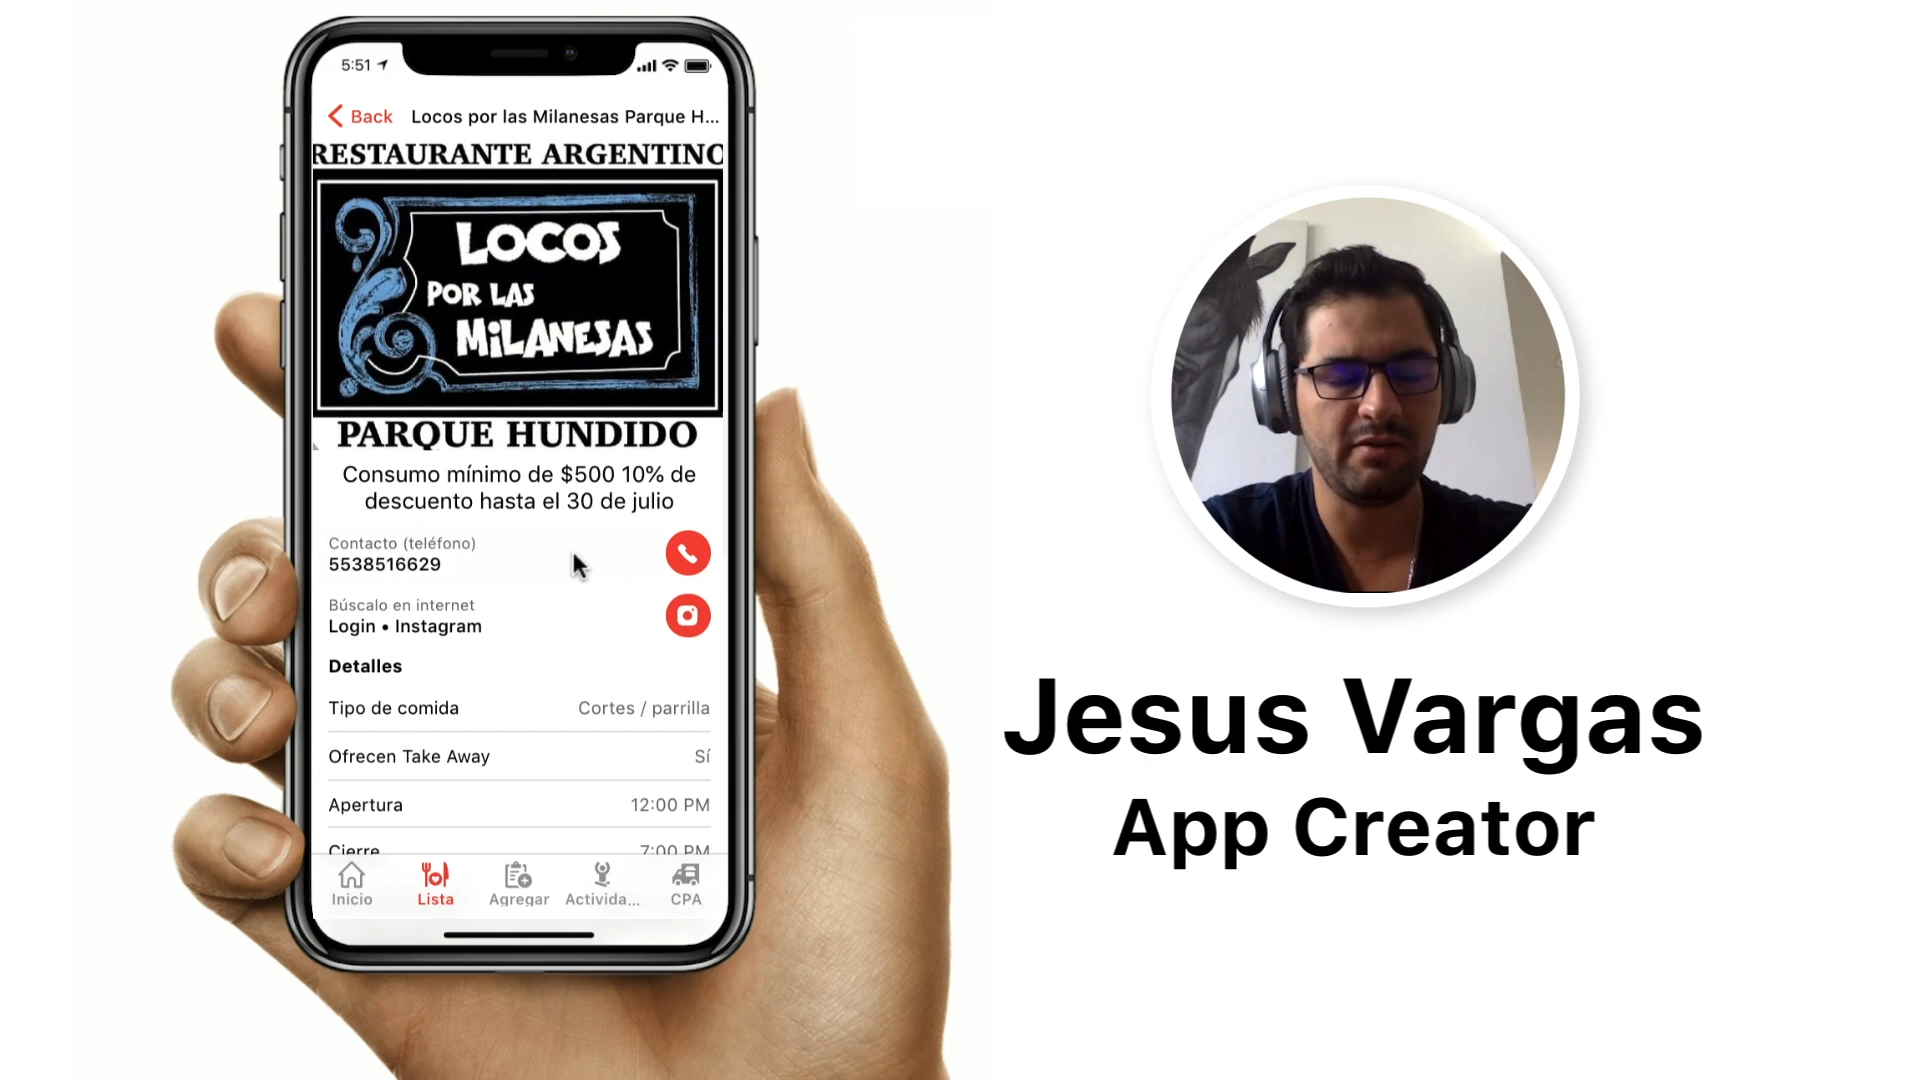 5:51
Back
Locos por las Milanesas Parque H...
RESTAURANTE ARGENTINO
LOCOS
POR LAS
MiLANESAS
PARQUE HUNDIDO
Consumo mínimo de $500 10% de
descuento hasta el 30 de julio
Contacto (teléfono)
5538516629
Búscalo en internet
Login • Instagram
Detalles
Tipo de comida Cortes / parrilla
Ofrecen Take Away Sí
Apertura 12:00 PM
Cierre 7:00 PM
Inicio Lista Agregar Activida... CPA
Jesus Vargas
App Creator